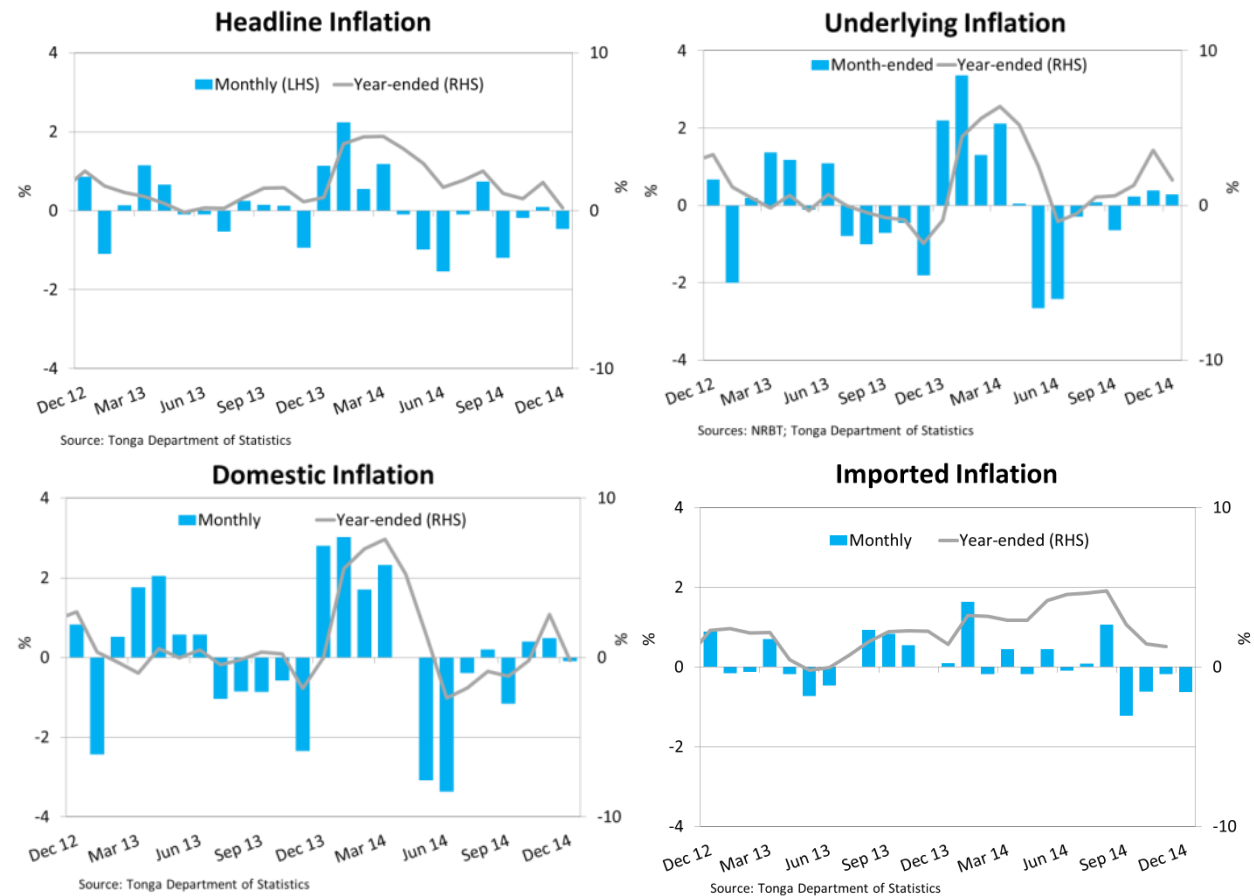 Headline Inflation
4
10
Monthly (LHS)
Year-ended (RHS)
2
%
0
0
%
-2
-4
-10
Dec 12
Mar 13
Jun 13
Sep 13
Dec 13
Mar 14
Jun 14
Sep 14
Dec 14
Source: Tonga Department of Statistics
Underlying Inflation
4
10
Month-ended
Year-ended (RHS)
2
%
0
0
%
-2
-4
-10
Dec 12
Mar 13
Jun 13
Sep 13
Dec 13
Mar 14
Jun 14
Sep 14
Dec 14
Sources: NRBT; Tonga Department of Statistics
Domestic Inflation
4
10
Monthly
Year-ended (RHS)
2
%
0
0
%
-2
-4
-10
Dec 12
Mar 13
Jun 13
Sep 13
Dec 13
Mar 14
Jun 14
Sep 14
Dec 14
Source: Tonga Department of Statistics
Imported Inflation
4
10
Monthly
Year-ended (RHS)
2
%
0
0
%
-2
-4
-10
Dec 12
Mar 13
Jun 13
Sep 13
Dec 13
Mar 14
Jun 14
Sep 14
Dec 14
Source: Tonga Department of Statistics